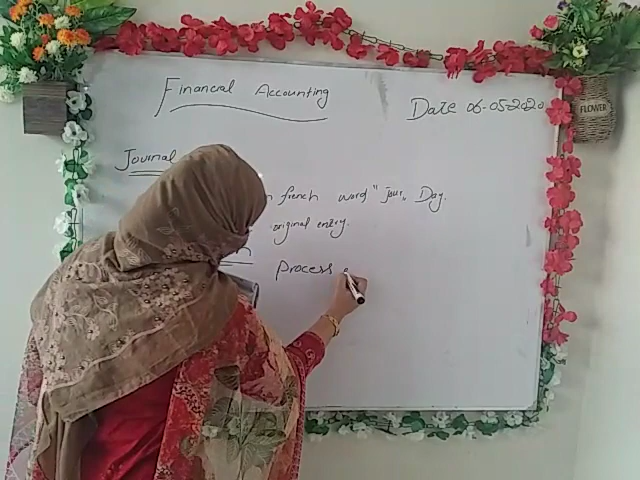 Financial Accounting
Date 06-05-2020
Journal
french word "jour" Day.
original entry.
Process
FLOWER